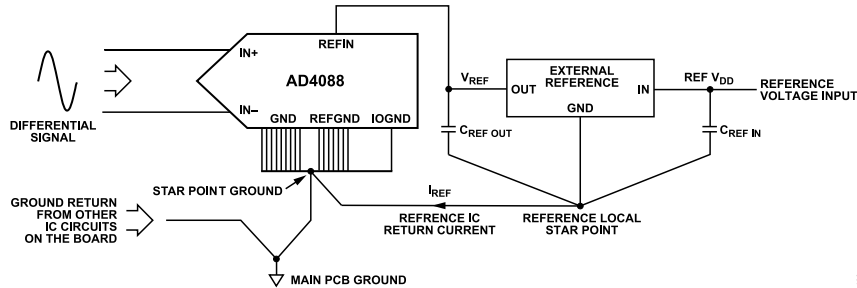 REFIN
IN+
AD4088
IN–
GND
REFGND
IOGND
DIFFERENTIAL
SIGNAL
V_REF
EXTERNAL
REFERENCE
OUT
IN
GND
REF V_DD
REFERENCE
VOLTAGE INPUT
C_REF OUT
C_REF IN
STAR POINT GROUND
I_REF
REFRENCE IC
RETURN CURRENT
REFERENCE LOCAL
STAR POINT
GROUND RETURN
FROM OTHER
IC CIRCUITS
ON THE BOARD
MAIN PCB GROUND